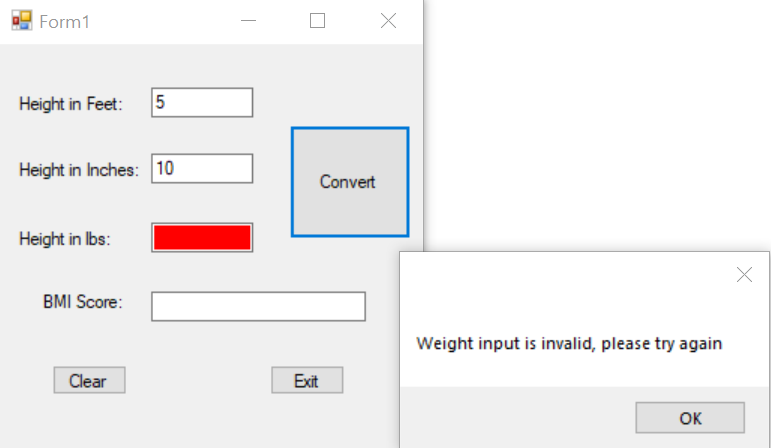 Form1
Height in Feet:
5
Height in Inches:
10
Convert
Height in lbs:
BMI Score:
Clear
Exit
Weight input is invalid, please try again
OK